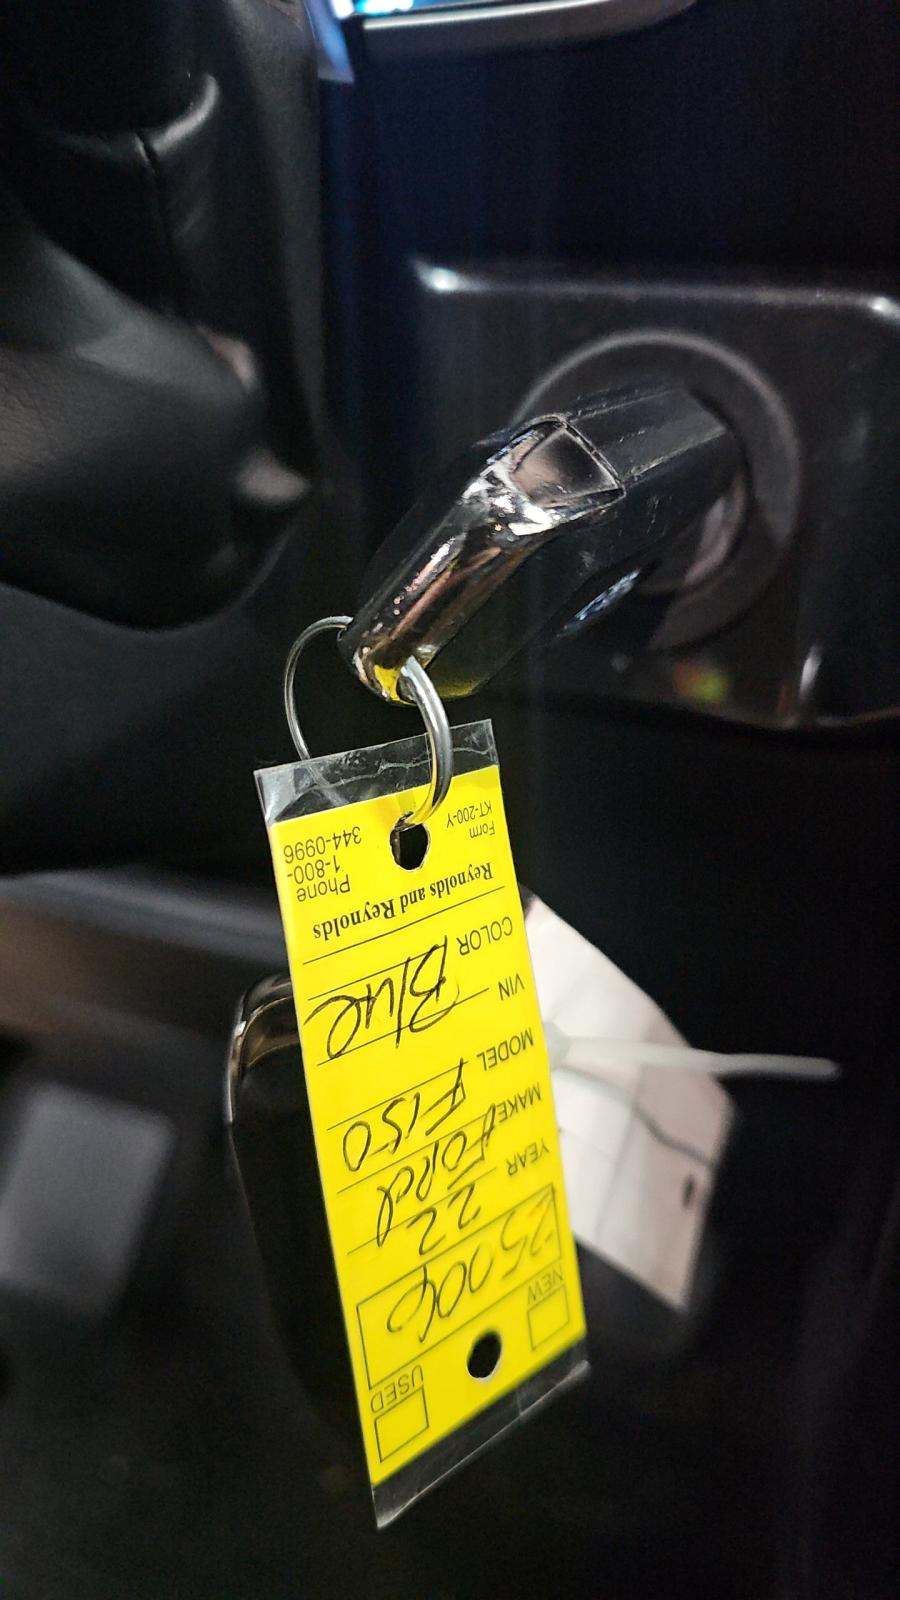 NEW USED
25006
YEAR 22
MAKE FORd
MODEL F150
VIN
COLOR Blue
Reynolds and Reynolds
Form
KT-200-Y
Phone
1-800-
344-0996